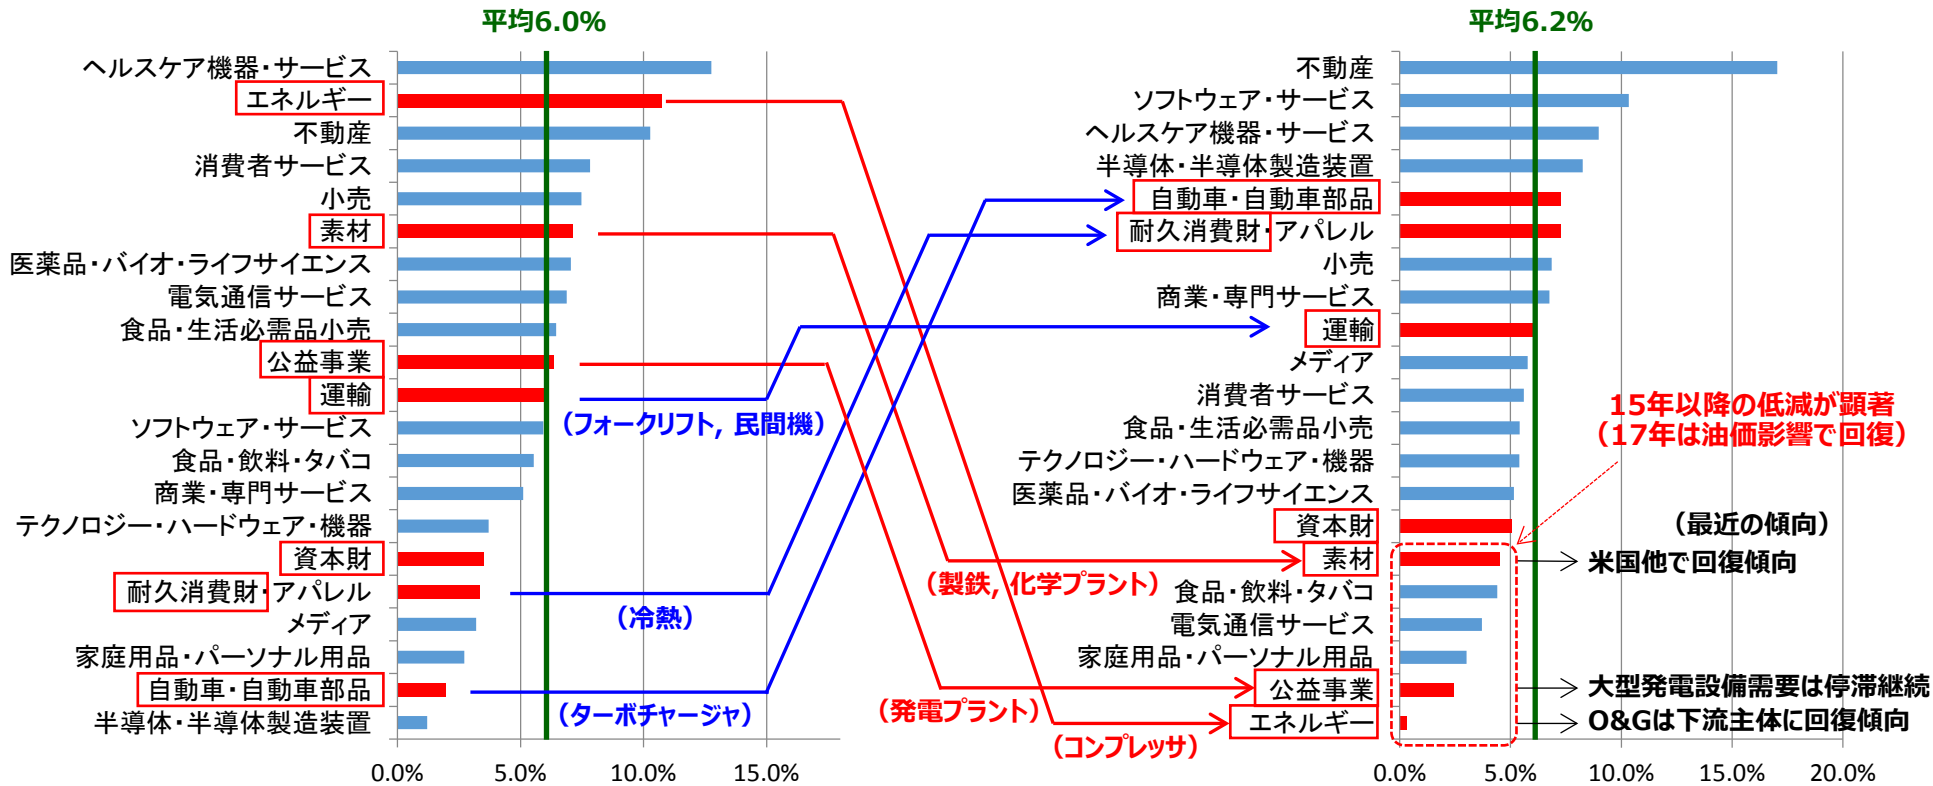 平均6.0%
ヘルスケア機器・サービス
エネルギー
不動産
消費者サービス
小売
素材
医薬品・バイオ・ライフサイエンス
電気通信サービス
食品・生活必需品小売
公益事業
運輸
ソフトウェア・サービス
食品・飲料・タバコ
商業・専門サービス
テクノロジー・ハードウェア・機器
資本財
耐久消費財・アパレル
メディア
家庭用品・パーソナル用品
自動車・自動車部品
半導体・半導体製造装置
0.0%
5.0%
10.0%
15.0%
（フォークリフト, 民間機）
（冷熱）
（ターボチャージャ）
（製鉄, 化学プラント）
（発電プラント）
（コンプレッサ）
平均6.2%
不動産
ソフトウェア・サービス
ヘルスケア機器・サービス
半導体・半導体製造装置
自動車・自動車部品
耐久消費財・アパレル
小売
商業・専門サービス
運輸
メディア
消費者サービス
食品・生活必需品小売
テクノロジー・ハードウェア・機器
医薬品・バイオ・ライフサイエンス
資本財
素材
食品・飲料・タバコ
電気通信サービス
家庭用品・パーソナル用品
公益事業
エネルギー
0.0%
5.0%
10.0%
15.0%
20.0%
15年以降の低減が顕著
（17年は油価影響で回復）
（最近の傾向）
米国他で回復傾向
大型発電設備需要は停滞継続
O&Gは下流主体に回復傾向